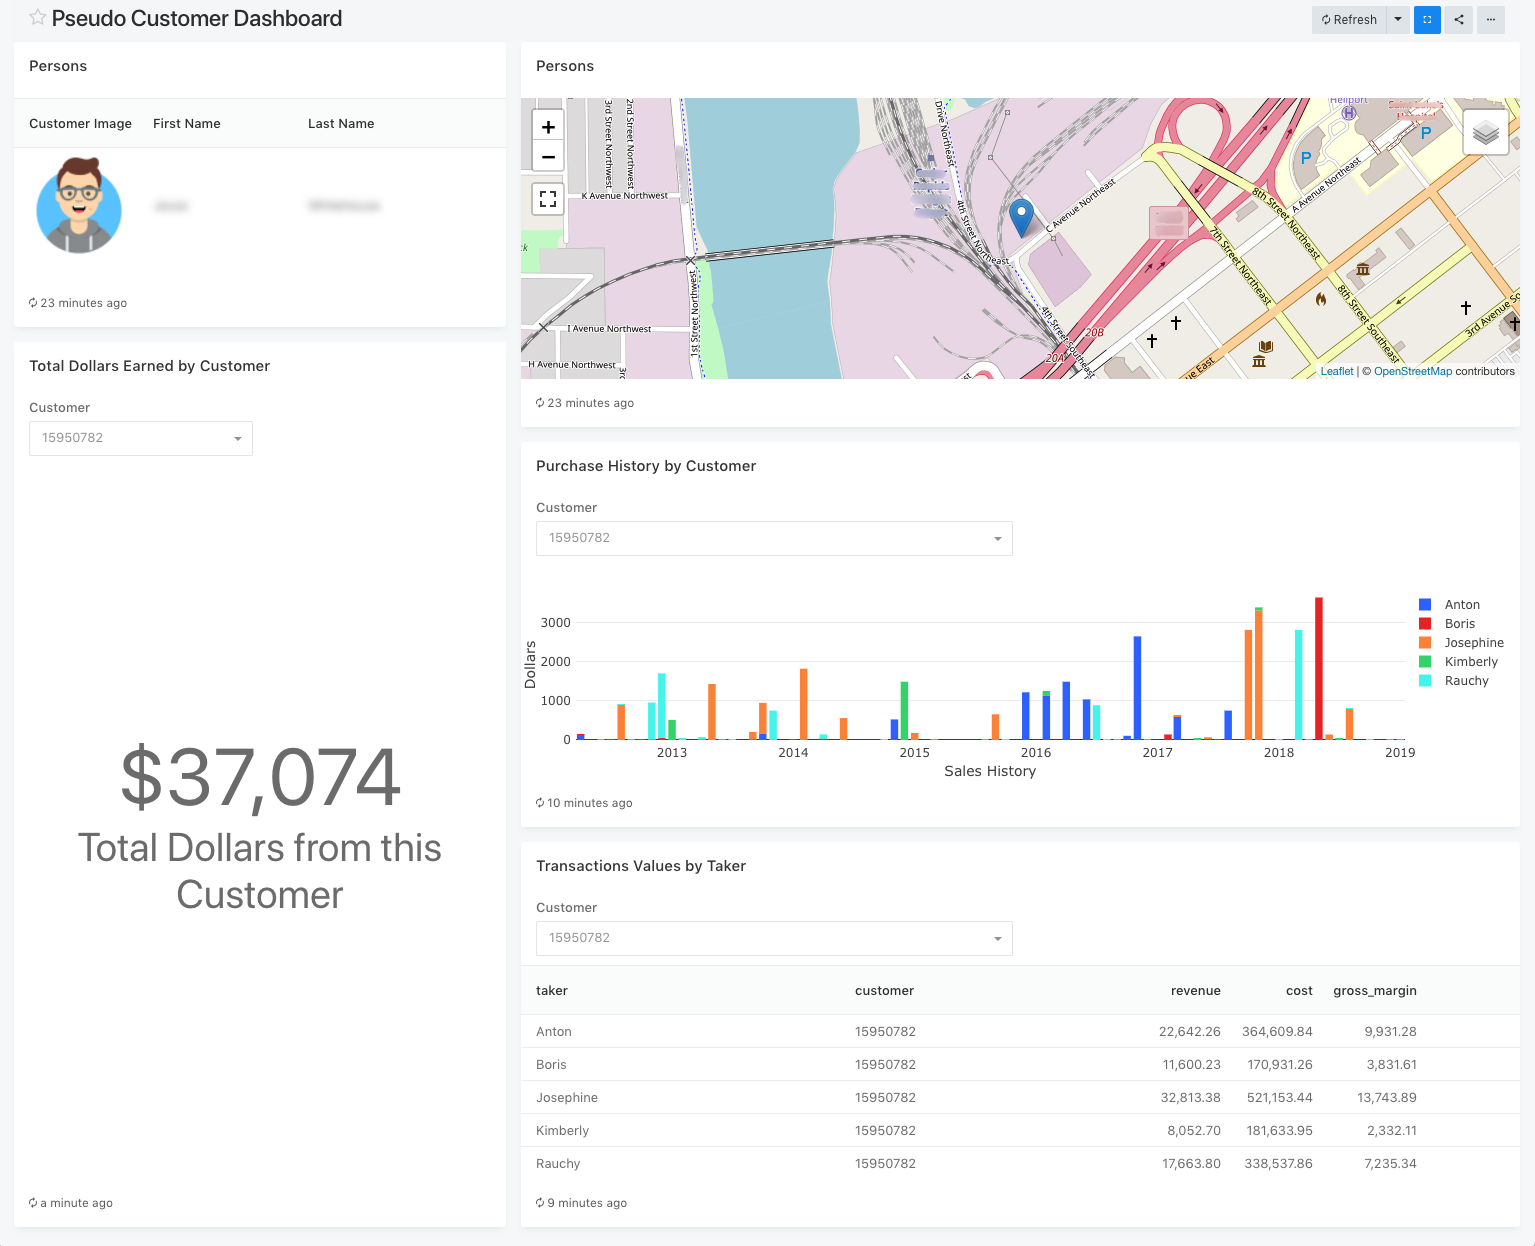 Pseudo Customer Dashboard
Refresh
Persons
Customer Image First Name Last Name
23 minutes ago
Total Dollars Earned by Customer
Customer
15950782
$37,074
Total Dollars from this
Customer
a minute ago
Persons
+
−
3rd Street Northwest
2nd Street Northwest
K Avenue Northwest
1st Street Northwest
I Avenue Northwest
H Avenue Northwest
Drive Northeast
4th Street Northeast
C Avenue Northeast
4th Street Southeast
20B
20A
7th Street Northeast
8th Street Northeast
A Avenue Northeast
8th Street Southeast
3rd Avenue So
ue East
Heliport
H
Hospital
P
P
Leaflet | © OpenStreetMap contributors
23 minutes ago
Purchase History by Customer
Customer
15950782
3000
2000
1000
0
Dollars
2013 2014 2015 2016 2017 2018 2019
Sales History
Anton
Boris
Josephine
Kimberly
Rauchy
10 minutes ago
Transactions Values by Taker
Customer
15950782
taker customer revenue cost gross_margin
Anton 15950782 22,642.26 364,609.84 9,931.28
Boris 15950782 11,600.23 170,931.26 3,831.61
Josephine 15950782 32,813.38 521,153.44 13,743.89
Kimberly 15950782 8,052.70 181,633.95 2,332.11
Rauchy 15950782 17,663.80 338,537.86 7,235.34
9 minutes ago